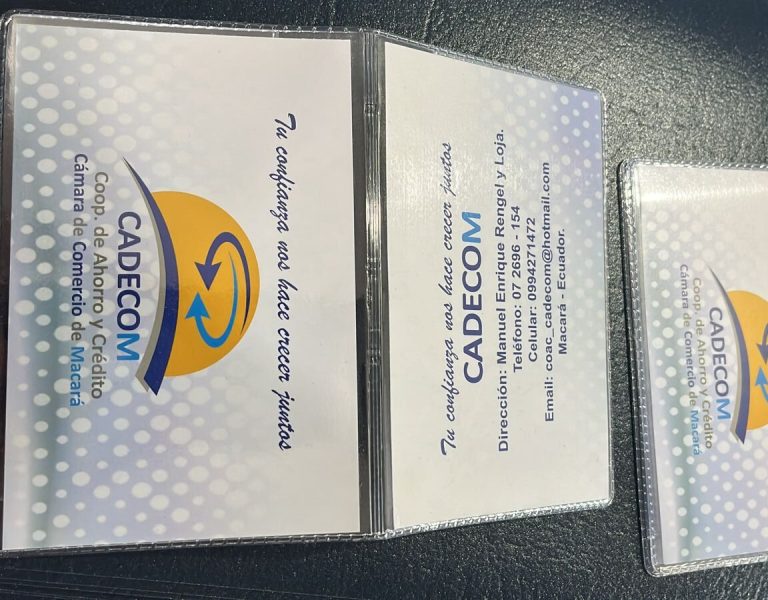 CADECOM
Coop. de Ahorro y Crédito
Cámara de Comercio de Macará
Tu confianza nos hace crecer juntos
Tu confianza nos hace crecer juntos
CADECOM
Dirección: Manuel Enrique Rengel y Loja.
Teléfono: 07 2696 - 154
Celular: 0994271472
Email: coac_cadecom@hotmail.com
Macará - Ecuador.
CADECOM
Coop. de Ahorro y Crédito
Cámara de Comercio de Macará